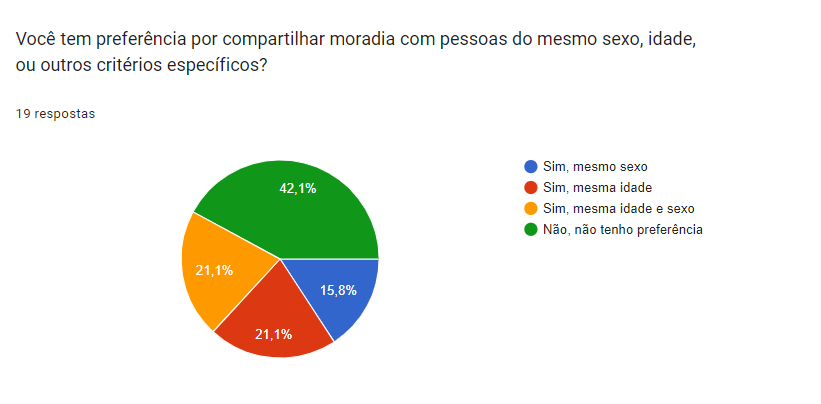 Você tem preferência por compartilhar moradia com pessoas do mesmo sexo, idade,
ou outros critérios específicos?
19 respostas
42,1%
21,1%
21,1%
15,8%
Sim, mesmo sexo
Sim, mesma idade
Sim, mesma idade e sexo
Não, não tenho preferência